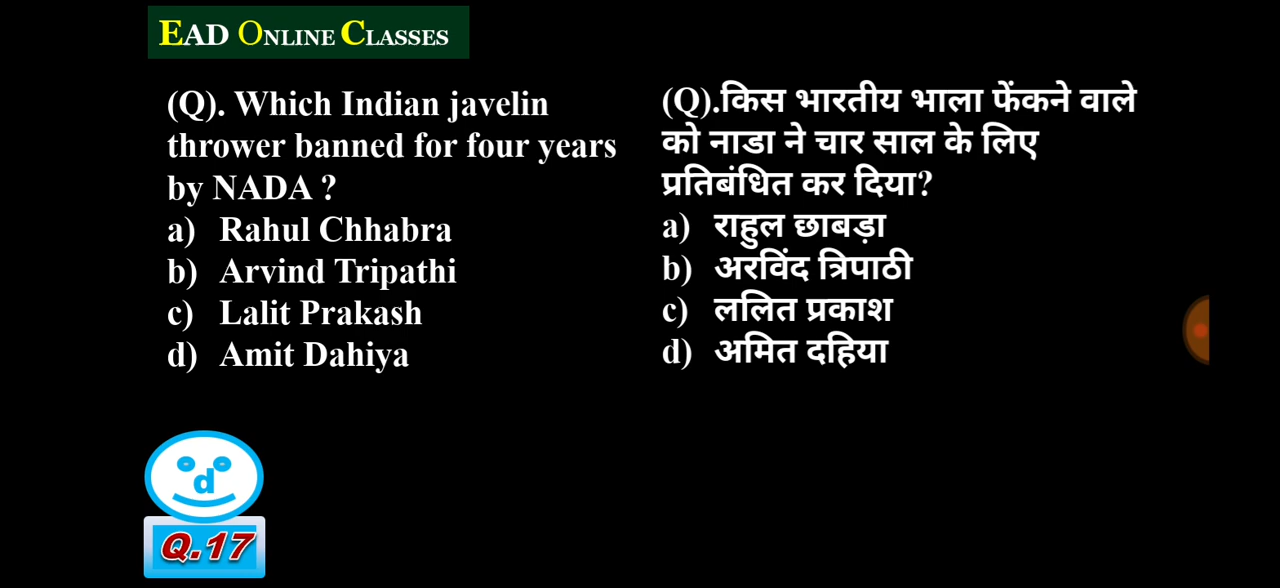 EAD ONLINE CLASSES
(Q). Which Indian javelin
thrower banned for four years
by NADA ?
a) Rahul Chhabra
b) Arvind Tripathi
c) Lalit Prakash
d) Amit Dahiya
(Q).किस भारतीय भाला फेंकने वाले
को नाडा ने चार साल के लिए
प्रतिबंधित कर दिया?
a) राहुल छाबड़ा
b) अरविंद त्रिपाठी
c) ललित प्रकाश
d) अमित दहिया
d
Q.17